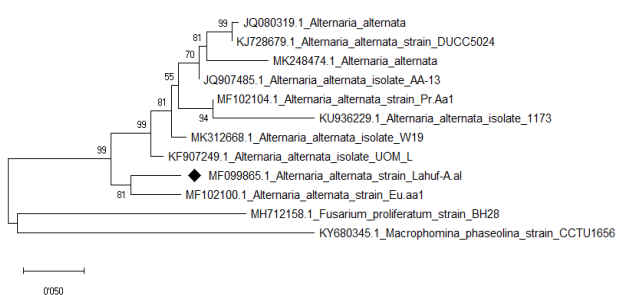 99
JQ080319.1_Alternaria_alternata
81
KJ728679.1_Alternaria_alternata_strain_DUCC5024
70
MK248474.1_Alternaria_alternata
55
JQ907485.1_Alternaria_alternata_isolate_AA-13
81
MF102104.1_Alternaria_alternata_strain_Pr.Aa1
94
KU936229.1_Alternaria_alternata_isolate_1173
99
MK312668.1_Alternaria_alternata_isolate_W19
99
KF907249.1_Alternaria_alternata_isolate_UOM_L
MF099865.1_Alternaria_alternata_strain_Lahuf-A.al
81
MF102100.1_Alternaria_alternata_strain_Eu.aa1
MH712158.1_Fusarium_proliferatum_strain_BH28
KY680345.1_Macrophomina_phaseolina_strain_CCTU1656
0'050